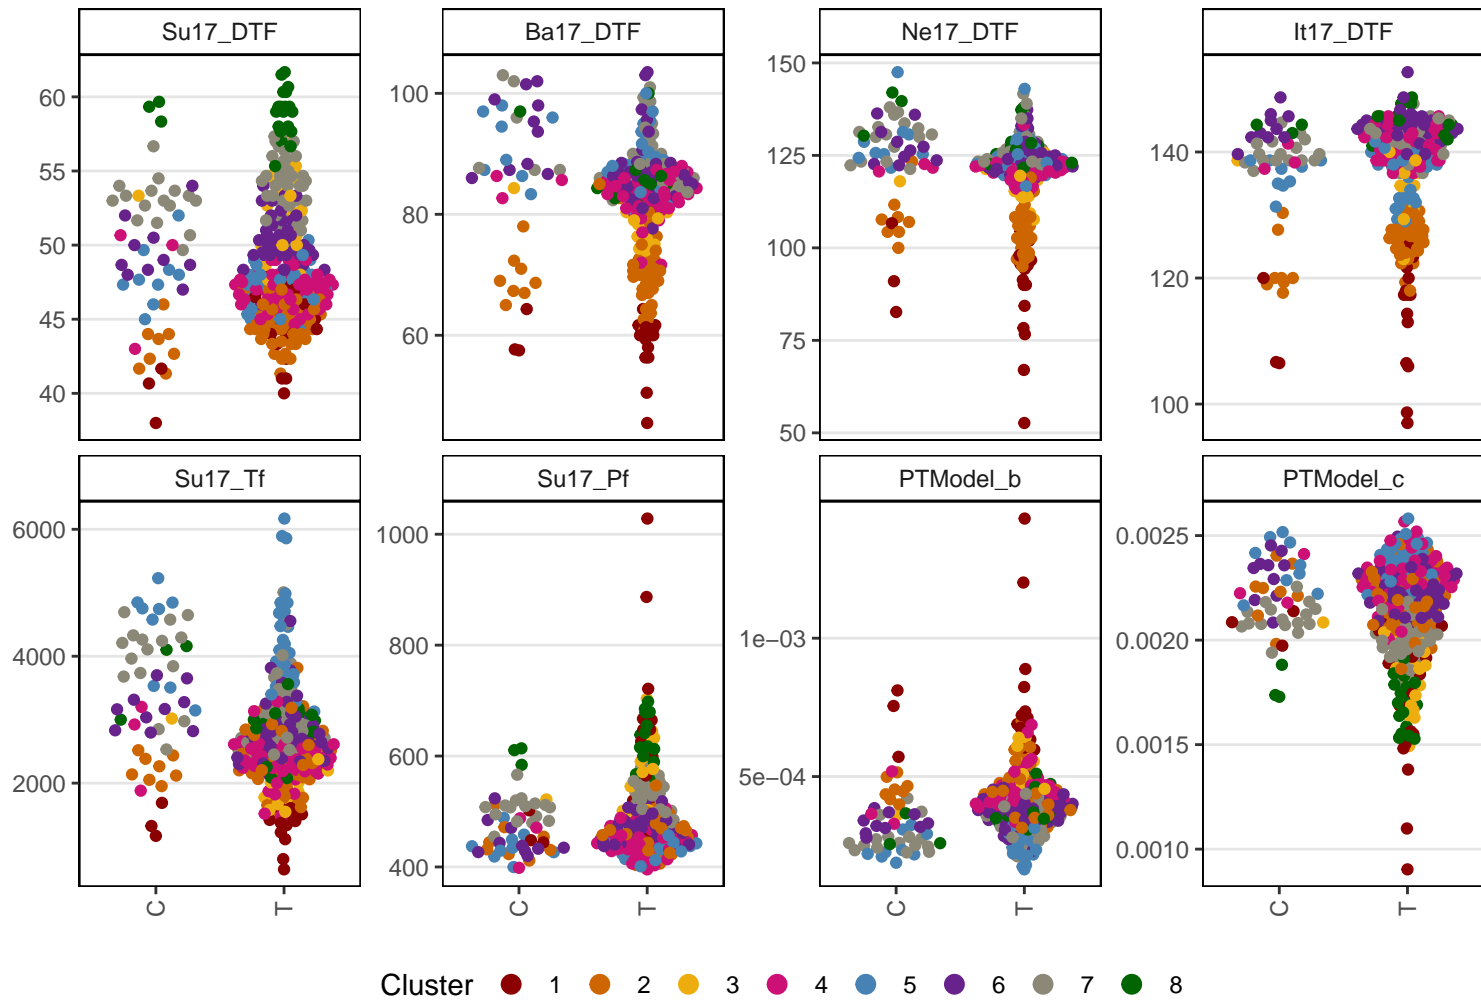 Su17_DTF
Ba17_DTF
Ne17_DTF
It17_DTF
60
55
50
45
40
100
80
60
150
125
100
75
50
140
120
100
Su17_Tf
Su17_Pf
PTModel_b
PTModel_c
6000
4000
2000
1000
800
600
400
1e−03
5e−04
0.0025
0.0020
0.0015
0.0010
C
T
C
T
C
T
C
T
Cluster 1 2 3 4 5 6 7 8